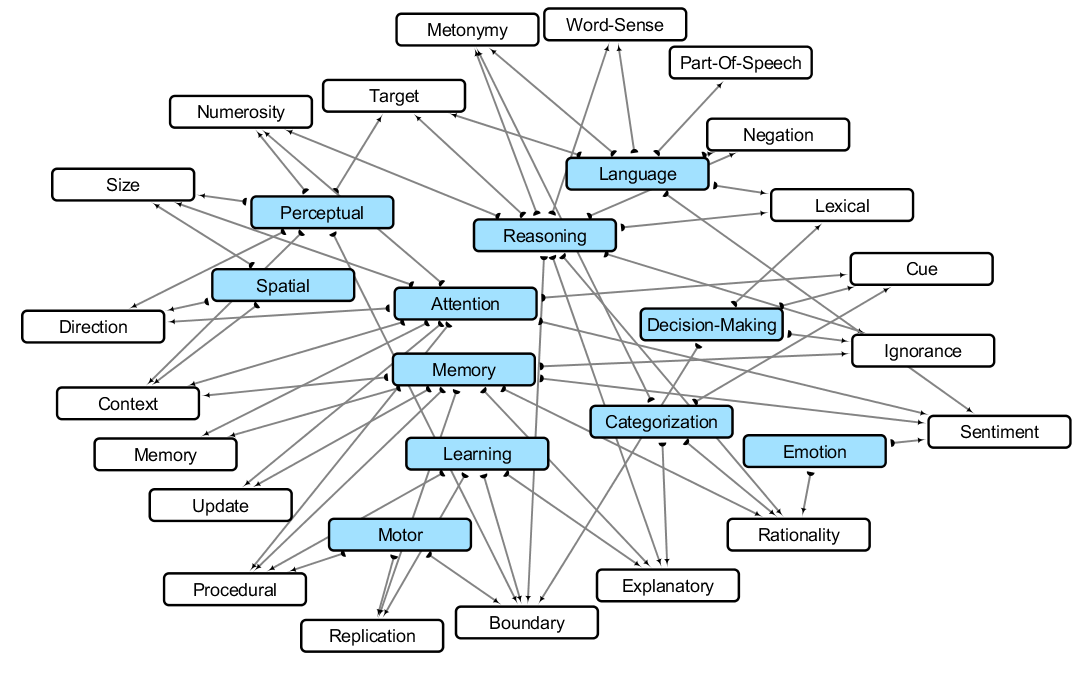 Word-Sense
Metonymy
Part-Of-Speech
Target
Numerosity
Negation
Language
Size
Lexical
Perceptual
Reasoning
Cue
Spatial
Attention
Direction
Decision-Making
Ignorance
Memory
Context
Categorization
Sentiment
Memory
Learning
Emotion
Update
Motor
Rationality
Explanatory
Procedural
Boundary
Replication